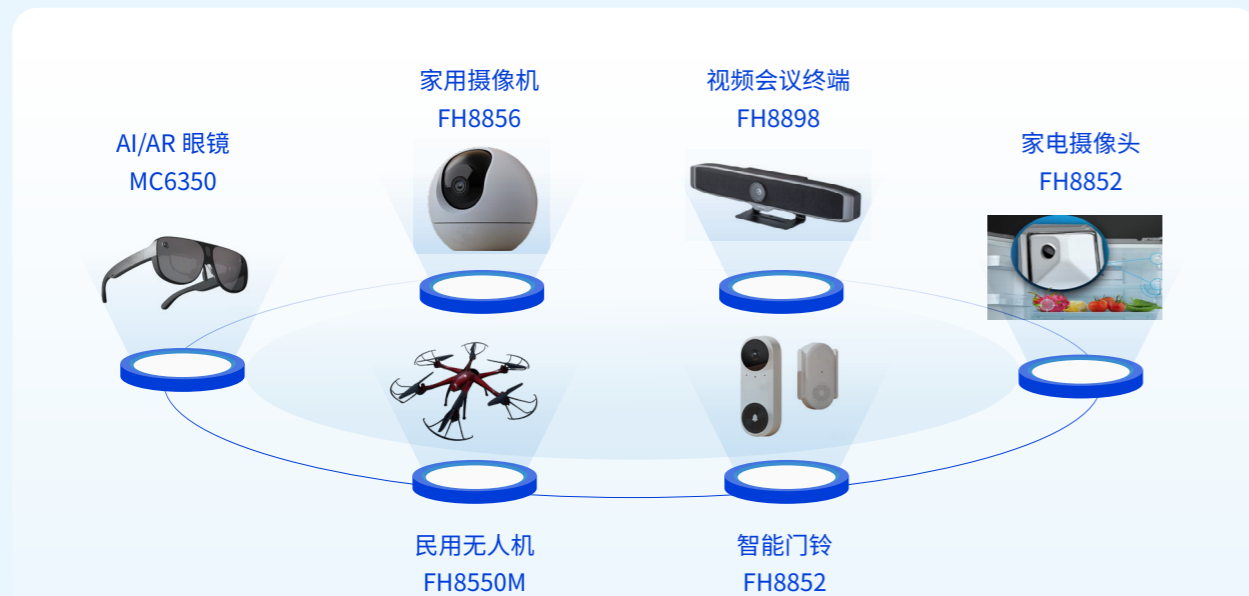 家用摄像机
FH8856
视频会议终端
FH8898
AI/AR 眼镜
MC6350
家电摄像头
FH8852
民用无人机
FH8550M
智能门铃
FH8852